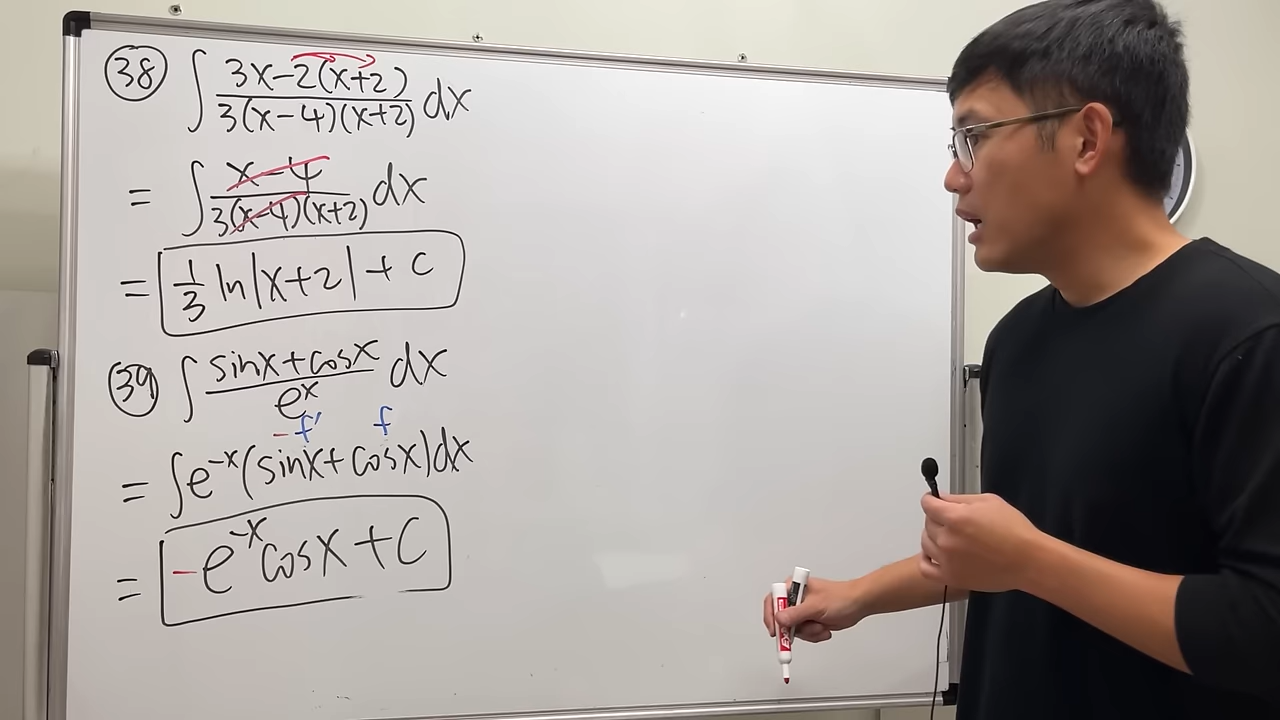 (38) ∫ (3x-2(x+2))/(3(x-4)(x+2)) dx
= ∫ (x-4)/(3(x-4)(x+2)) dx
= 1/3 ln|x+2| + c
(39) ∫ (sinx+cosx)/(e^x) dx
-f' f
= ∫e^-x (sinx+cosx)dx
= -e^-x cosx+c